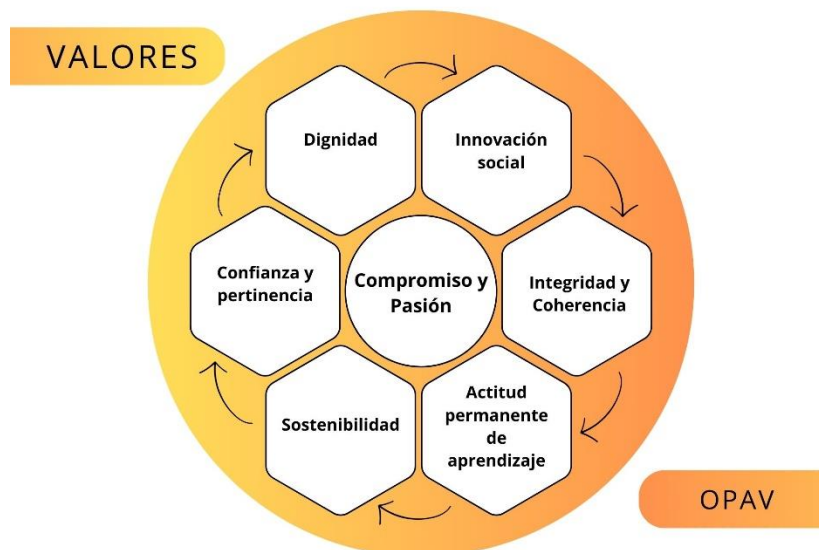 VALORES
Dignidad
Innovación
social
Confianza y
pertinencia
Compromiso y
Pasión
Integridad y
Coherencia
Sostenibilidad
Actitud
permanente
de
aprendizaje
OPAV